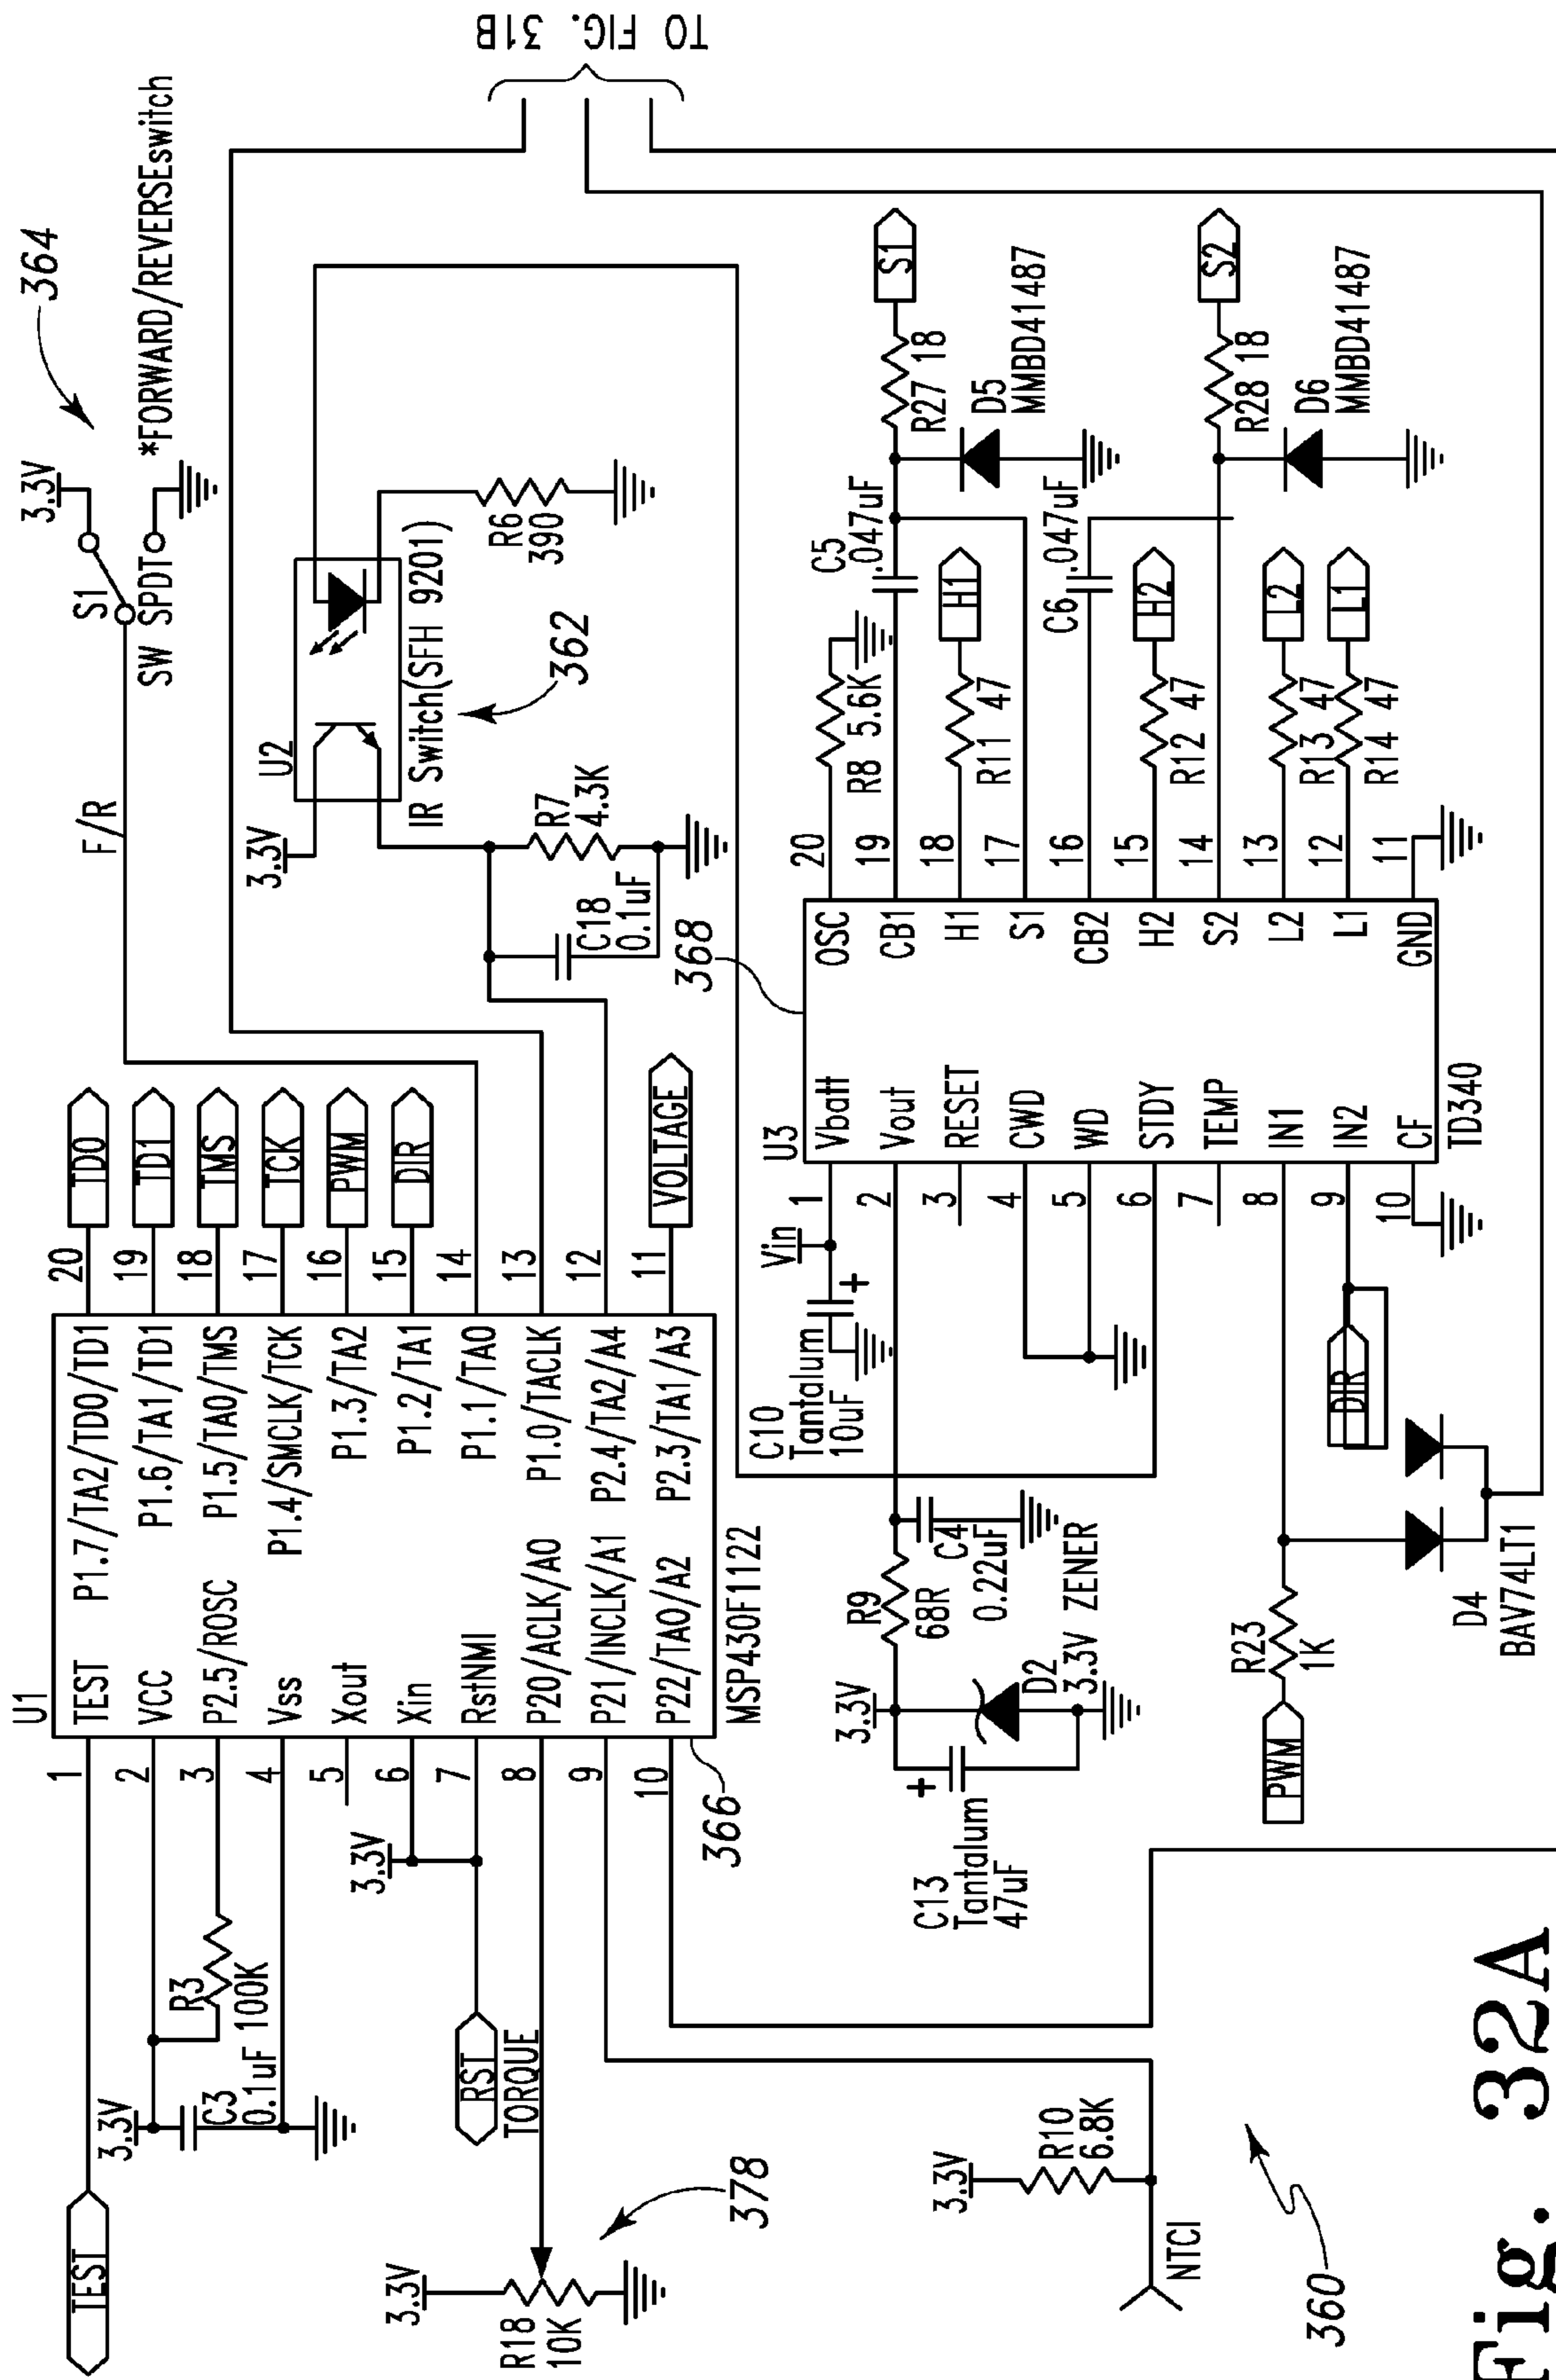 TEST
3.3V
C3
0.1uF
R3
100K
3.3V
RST
TORQUE
3.3V
R18
10K
378
3.3V
R10
6.8K
NTCI
360
U1
1 TEST
2 VCC
3 P2.5/ROSC
4 Vss
5 Xout
6 Xin
7 RstNMI
8 P20/ACLK/A0
9 P21/INCLK/A1
10 P22/TA0/A2
P1.7/TA2/TDO/TD1 20
P1.6/TA1/TD1 19
P1.5/TA0/TMS 18
P1.4/SMCLK/TCK 17
P1.3/TA2 16
P1.2/TA1 15
P1.1/TA0 14
P1.0/TACLK 13
P2.4/TA2/A4 12
P2.3/TA1/A3 11
MSP430F1122
366
TDO
TD1
TMS
TCK
PWM
DIR
VOLTAGE
F/R
S1
SW SPDT
3.3V
*FORWARD/REVERSEswitch
364
TO FIG. 31B
3.3V
U2
IR Switch(SFH 9201)
362
R6
390
R7
4.3K
C18
0.1uF
368
C13
Tantalum
47uF
3.3V
D2
3.3V ZENER
R9
68R
C4
0.22uF
C10
Tantalum
10uF
+
+
Vin
U3
1 Vbatt
2 Vout
3 RESET
4 CWD
5 WD
6 STDY
7 TEMP
8 IN1
9 IN2
10 CF
OSC 20
CB1 19
H1 18
S1 17
CB2 16
H2 15
S2 14
L2 13
L1 12
GND 11
TD340
R8 5.6K
C5
.047uF
R27 18
S1
D5
MMBD41487
R11 47
H1
C6
.047uF
R12 47
H2
R28 18
S2
D6
MMBD41487
R13 47
L2
R14 47
L1
PWM
R23
1K
D4
BAV74LT1
DIR
Fig. 32A